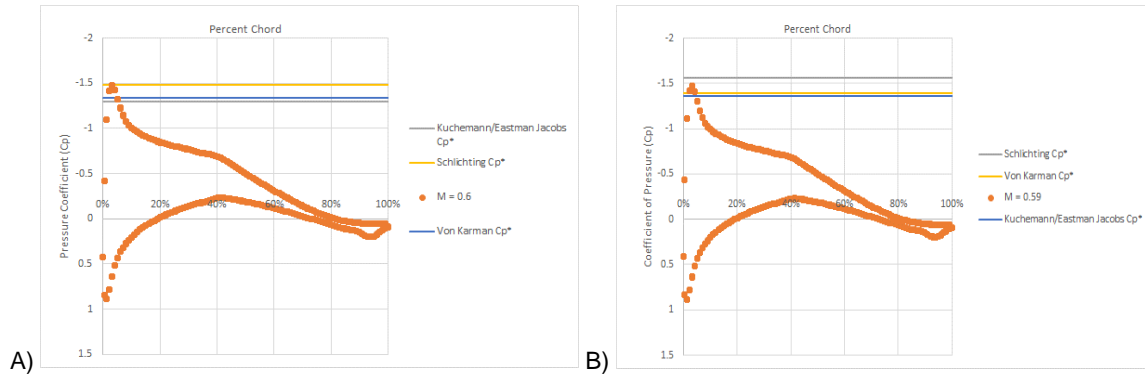 Percent Chord
-2
-1.5
-1
-0.5
0
0.5
1
1.5
0% 20% 40% 60% 80% 100%
Pressure Coefficient (Cp)
Kuchemann/Eastman Jacobs
Cp*
Schlichting Cp*
M = 0.6
Von Karman Cp*
A)
Percent Chord
-2
-1.5
-1
-0.5
0
0.5
1
1.5
0% 20% 40% 60% 80% 100%
Coefficient of Pressure (Cp)
Schlichting Cp*
Von Karman Cp*
M = 0.59
Kuchemann/Eastman Jacobs Cp*
B)